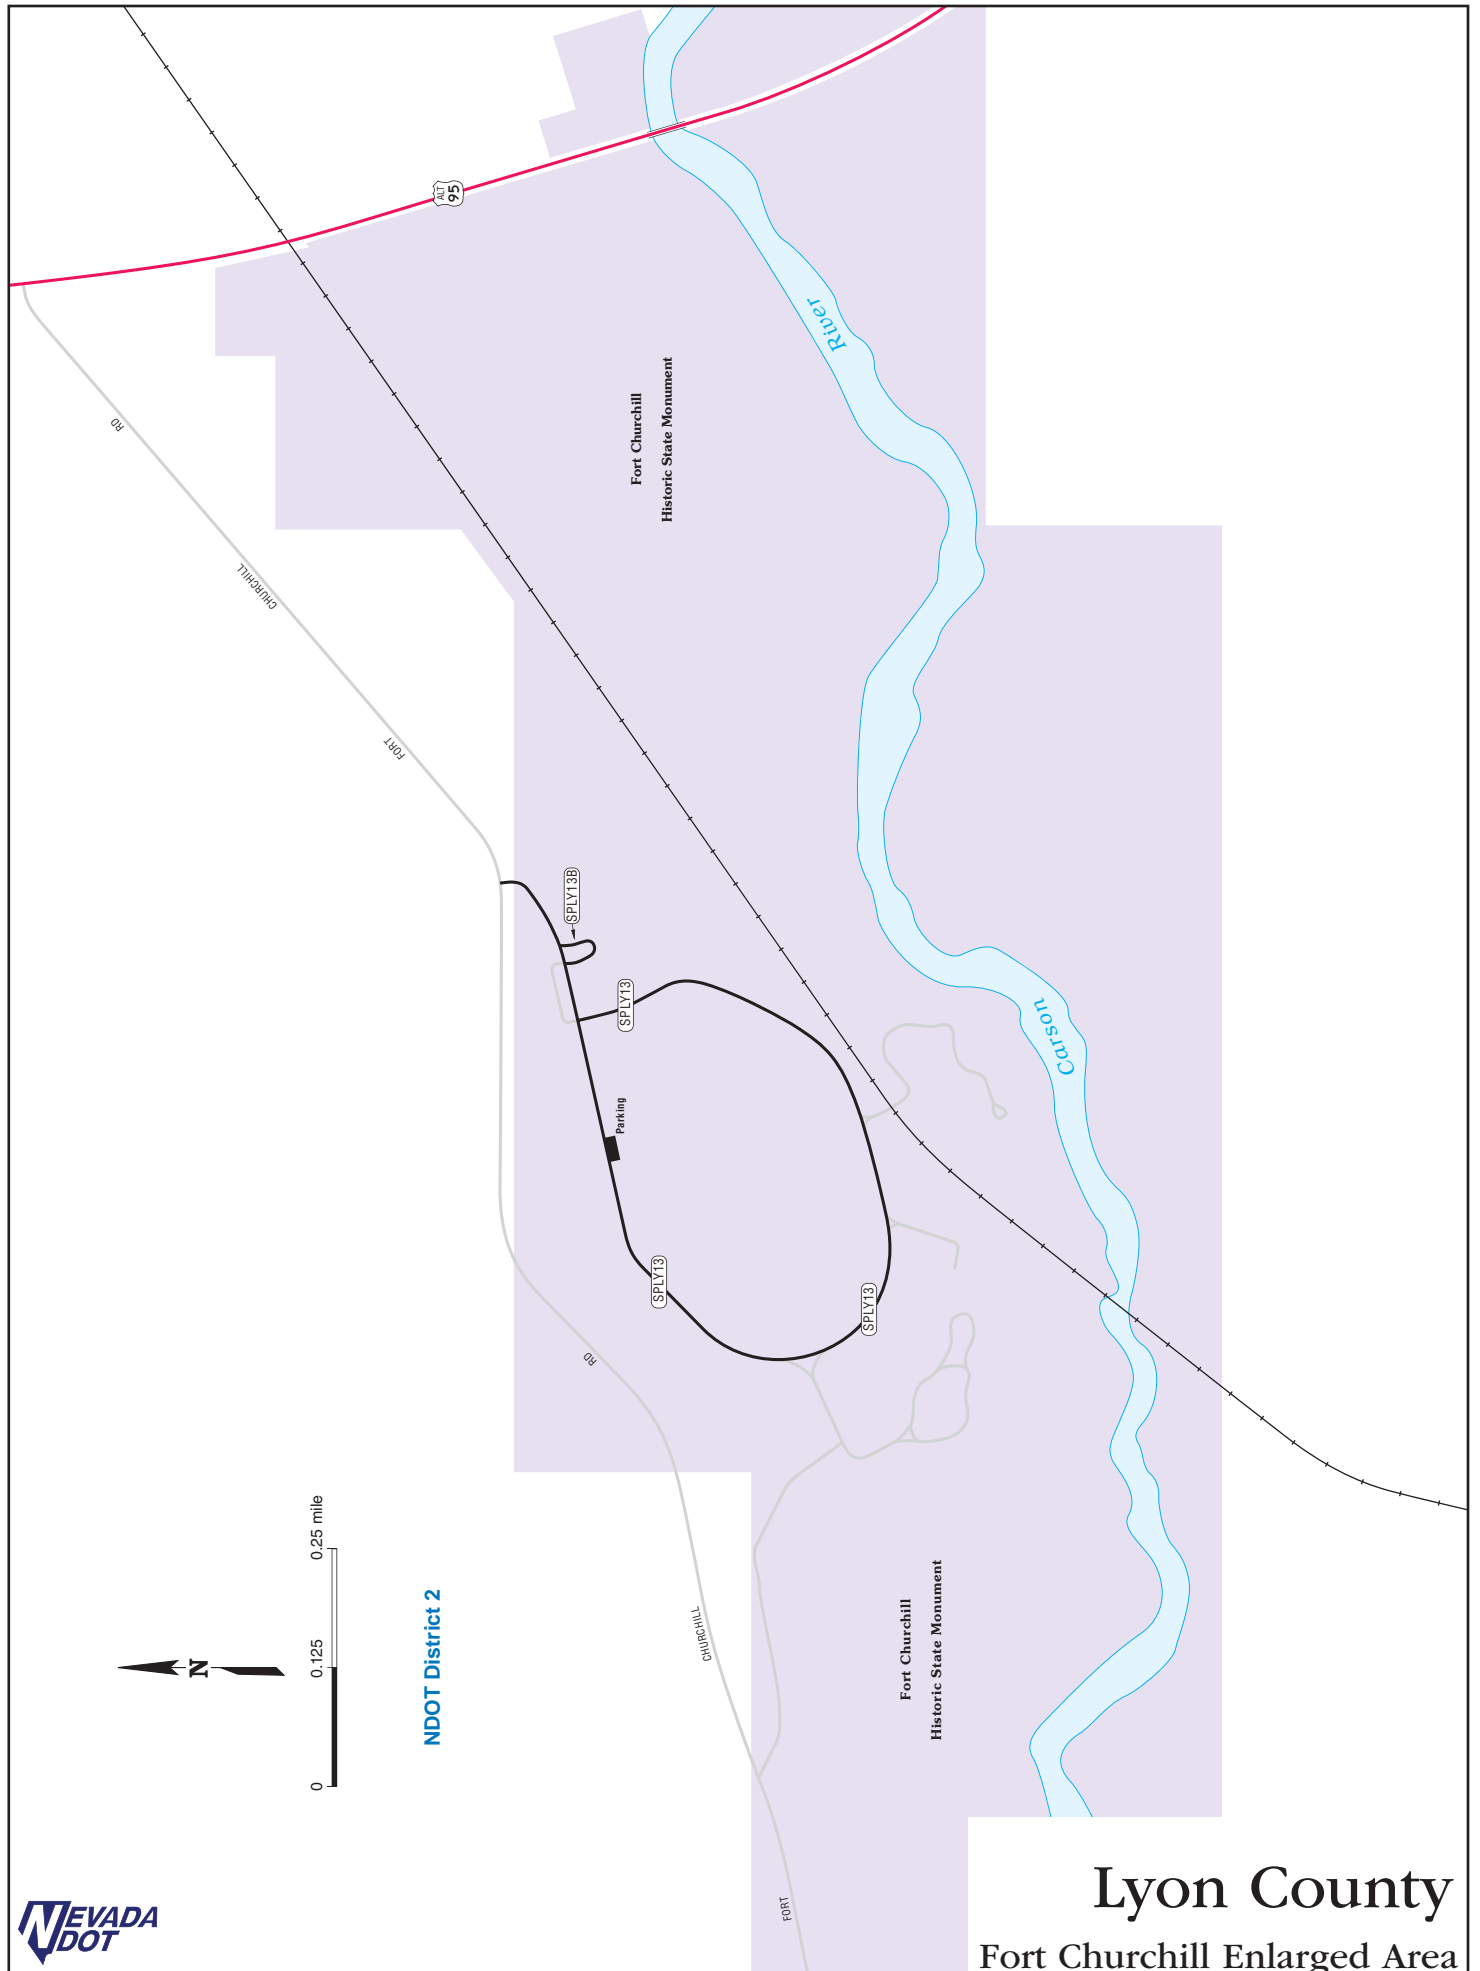 ALT
95
RD
CHURCHILL
FORT
River
Fort Churchill
Historic State Monument
SPLY13B
SPLY13
Parking
Carson
SPLY13
SPLY13
RD
CHURCHILL
FORT
Fort Churchill
Historic State Monument
N
0 0.125 0.25 mile
NDOT District 2
NEVADA
DOT
Lyon County
Fort Churchill Enlarged Area